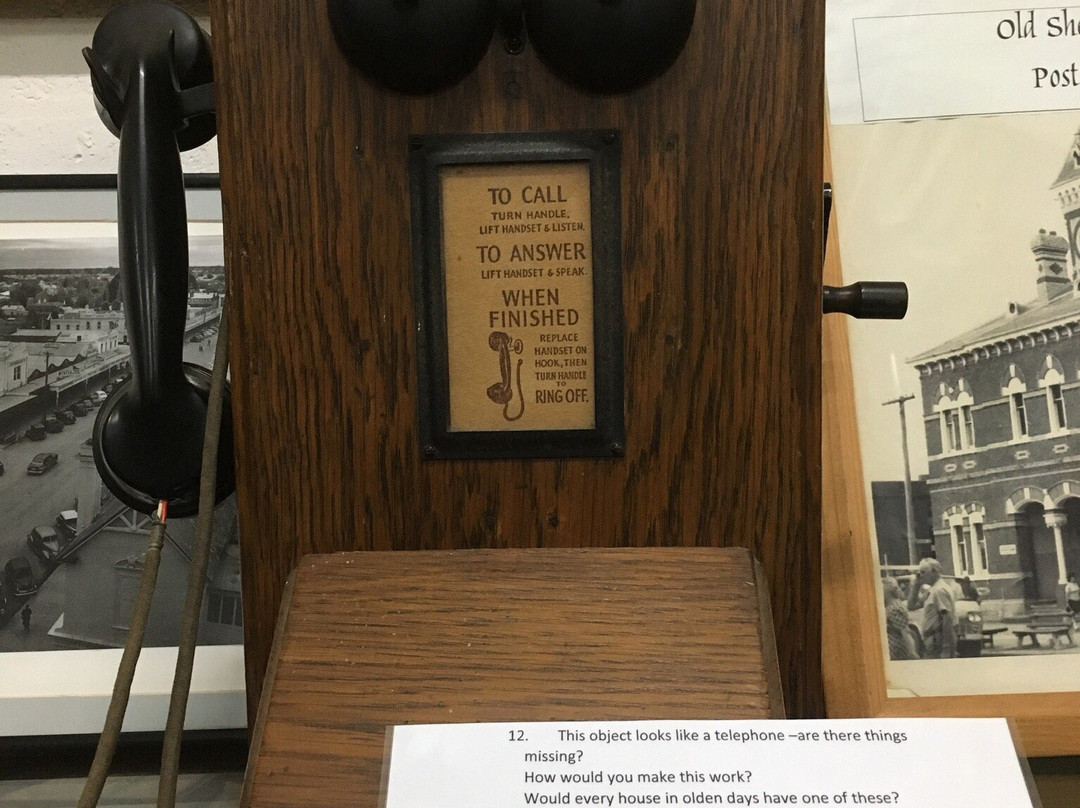 Old
Post
TO CALL
TURN HANDLE,
LIFT HANDSET & LISTEN.
TO ANSWER
LIFT HANDSET & SPEAK.
WHEN
FINISHED
REPLACE
HANDSET ON
HOOK, THEN
TURN HANDLE
TO
RING OFF.
12. This object looks like a telephone –are there things
missing?
How would you make this work?
Would every house in olden days have one of these?